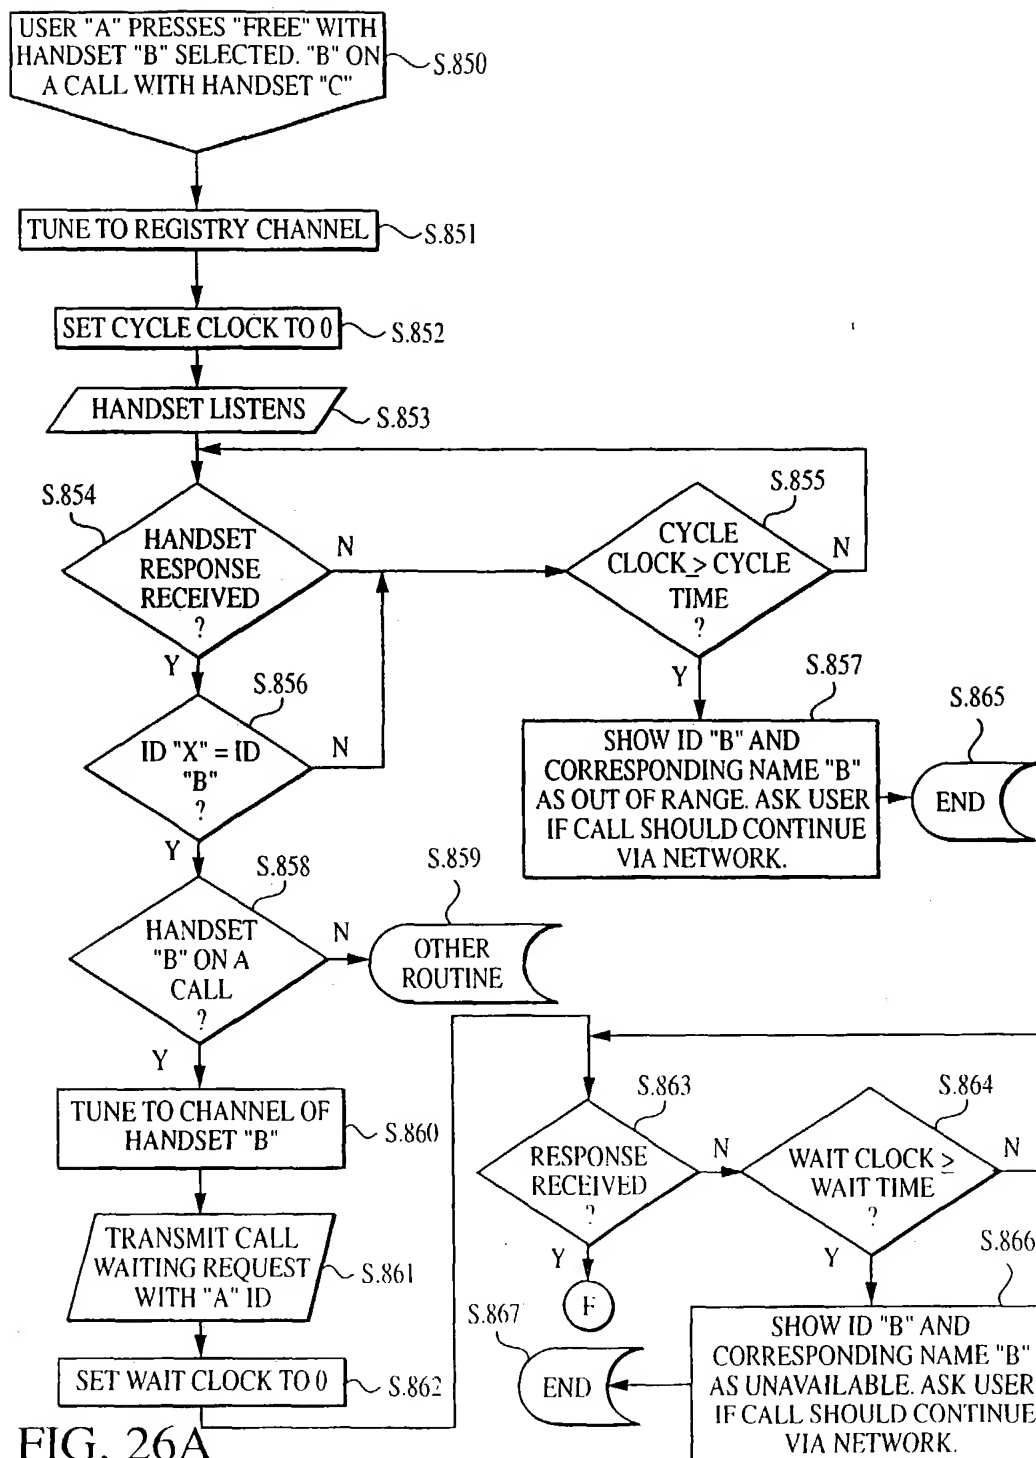 USER "A" PRESSES "FREE" WITH
HANDSET "B" SELECTED. "B" ON
A CALL WITH HANDSET "C"
S.850
TUNE TO REGISTRY CHANNEL
S.851
SET CYCLE CLOCK TO 0
S.852
HANDSET LISTENS
S.853
S.854
HANDSET
RESPONSE
RECEIVED
?
N
Y
S.855
CYCLE
CLOCK ≥ CYCLE
TIME
?
N
Y
S.856
ID "X" = ID
"B"
?
N
Y
S.857
SHOW ID "B" AND
CORRESPONDING NAME "B"
AS OUT OF RANGE. ASK USER
IF CALL SHOULD CONTINUE
VIA NETWORK.
S.865
END
S.858
HANDSET
"B" ON A
CALL
?
N
Y
S.859
OTHER
ROUTINE
TUNE TO CHANNEL OF
HANDSET "B"
S.860
TRANSMIT CALL
WAITING REQUEST
WITH "A" ID
S.861
SET WAIT CLOCK TO 0
S.862
S.863
RESPONSE
RECEIVED
?
N
Y
F
S.864
WAIT CLOCK ≥
WAIT TIME
?
N
Y
S.866
SHOW ID "B" AND
CORRESPONDING NAME "B"
AS UNAVAILABLE. ASK USER
IF CALL SHOULD CONTINUE
VIA NETWORK.
S.867
END
FIG. 26A